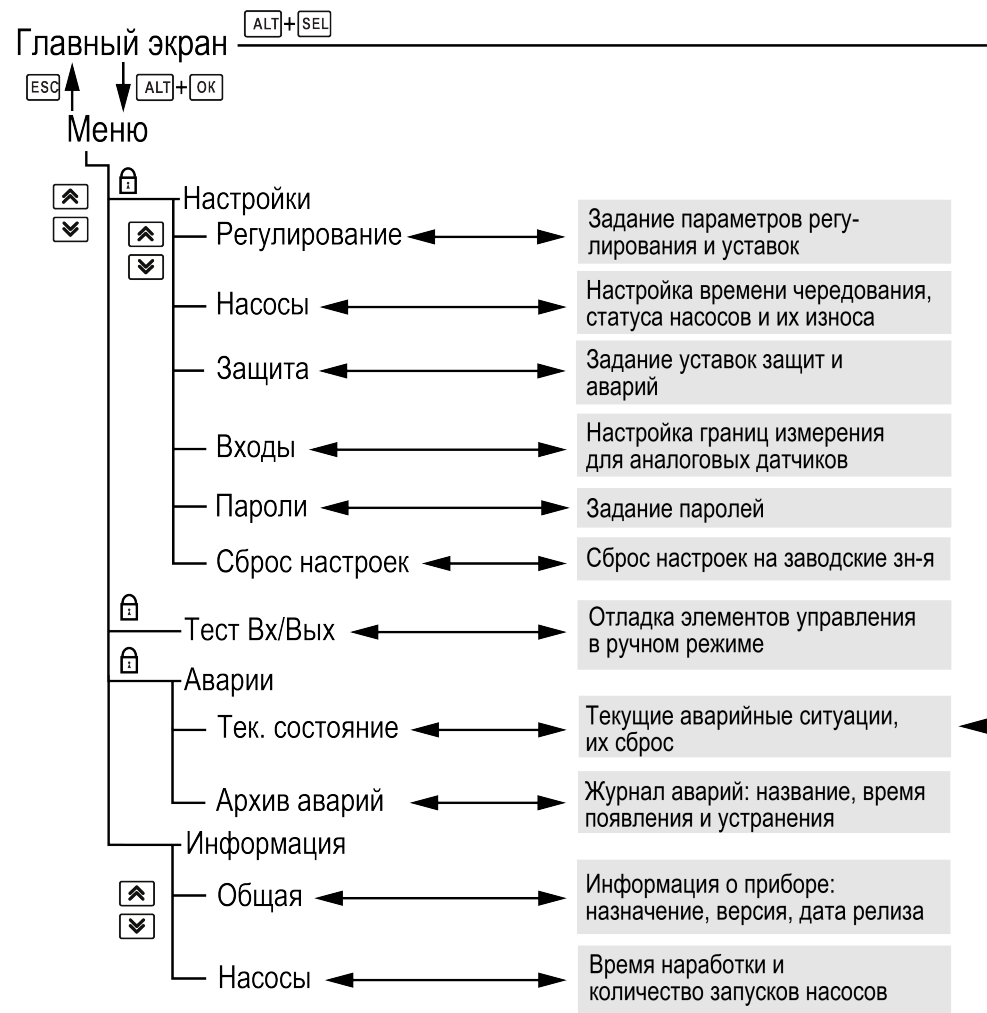 ALT+SEL
Главный экран
ESC ALT+OK
Меню
Настройки
Регулирование
Задание параметров регу-
лирования и уставок
Насосы
Настройка времени чередования,
статуса насосов и их износа
Защита
Задание уставок защит и
аварий
Входы
Настройка границ измерения
для аналоговых датчиков
Пароли
Задание паролей
Сброс настроек
Сброс настроек на заводские зн-я
Тест Вх/Вых
Отладка элементов управления
в ручном режиме
Аварии
Тек. состояние
Текущие аварийные ситуации,
их сброс
Архив аварий
Журнал аварий: название, время
появления и устранения
Информация
Общая
Информация о приборе:
назначение, версия, дата релиза
Насосы
Время наработки и
количество запусков насосов